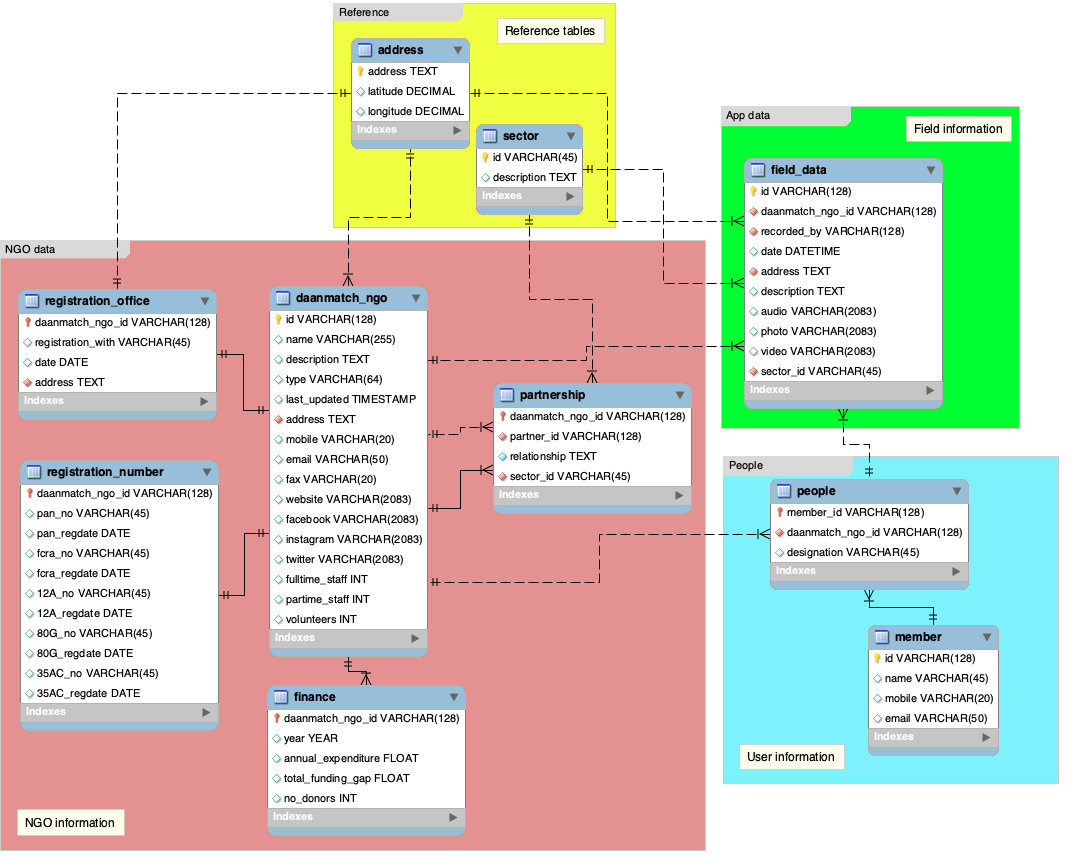 Reference
Reference tables
address
address TEXT
latitude DECIMAL
longitude DECIMAL
Indexes
sector
id VARCHAR(45)
description TEXT
Indexes
App data
Field information
field_data
id VARCHAR(128)
daanmatch_ngo_id VARCHAR(128)
recorded_by VARCHAR(128)
date DATETIME
address TEXT
description TEXT
audio VARCHAR(2083)
photo VARCHAR(2083)
video VARCHAR(2083)
sector_id VARCHAR(45)
Indexes
NGO data
registration_office
daanmatch_ngo_id VARCHAR(128)
registration_with VARCHAR(45)
date DATE
address TEXT
Indexes
daanmatch_ngo
id VARCHAR(128)
name VARCHAR(255)
description TEXT
type VARCHAR(64)
last_updated TIMESTAMP
address TEXT
mobile VARCHAR(20)
email VARCHAR(50)
fax VARCHAR(20)
website VARCHAR(2083)
facebook VARCHAR(2083)
instagram VARCHAR(2083)
twitter VARCHAR(2083)
fulltime_staff INT
partime_staff INT
volunteers INT
Indexes
partnership
daanmatch_ngo_id VARCHAR(128)
partner_id VARCHAR(128)
relationship TEXT
sector_id VARCHAR(45)
Indexes
registration_number
daanmatch_ngo_id VARCHAR(128)
pan_no VARCHAR(45)
pan_regdate DATE
fcra_no VARCHAR(45)
fcra_regdate DATE
12A_no VARCHAR(45)
12A_regdate DATE
80G_no VARCHAR(45)
80G_regdate DATE
35AC_no VARCHAR(45)
35AC_regdate DATE
Indexes
finance
daanmatch_ngo_id VARCHAR(128)
year YEAR
annual_expenditure FLOAT
total_funding_gap FLOAT
no_donors INT
Indexes
NGO information
People
people
member_id VARCHAR(128)
daanmatch_ngo_id VARCHAR(128)
designation VARCHAR(45)
Indexes
member
id VARCHAR(128)
name VARCHAR(45)
mobile VARCHAR(20)
email VARCHAR(50)
Indexes
User information